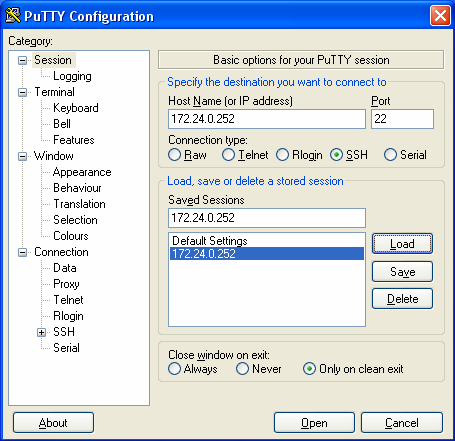 PuTTY Configuration
Category:
Session
Logging
Terminal
Keyboard
Bell
Features
Window
Appearance
Behaviour
Translation
Selection
Colours
Connection
Data
Proxy
Telnet
Rlogin
SSH
Serial
Basic options for your PuTTY session
Specify the destination you want to connect to
Host Name (or IP address) Port
172.24.0.252 22
Connection type:
Raw Telnet Rlogin SSH Serial
Load, save or delete a stored session
Saved Sessions
172.24.0.252
Default Settings
172.24.0.252
Load
Save
Delete
Close window on exit:
Always Never Only on clean exit
About Open Cancel